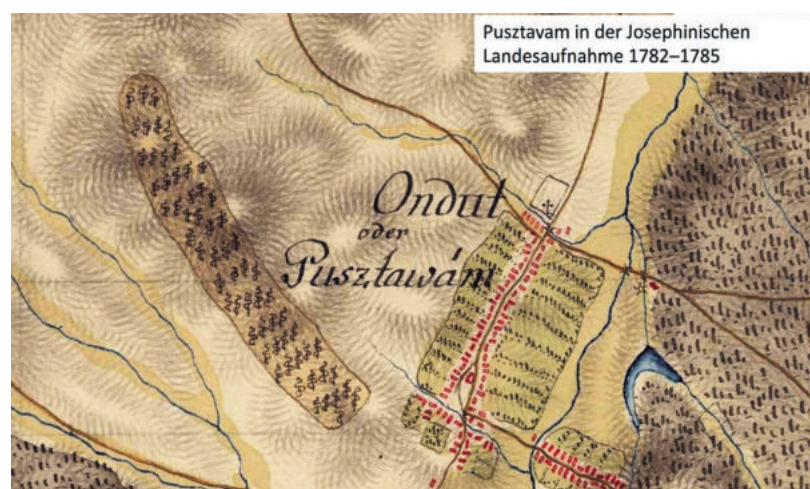 Pusztavam in der Josephinischen
Landesaufnahme 1782–1785
Ondut
oder
Pusztawám